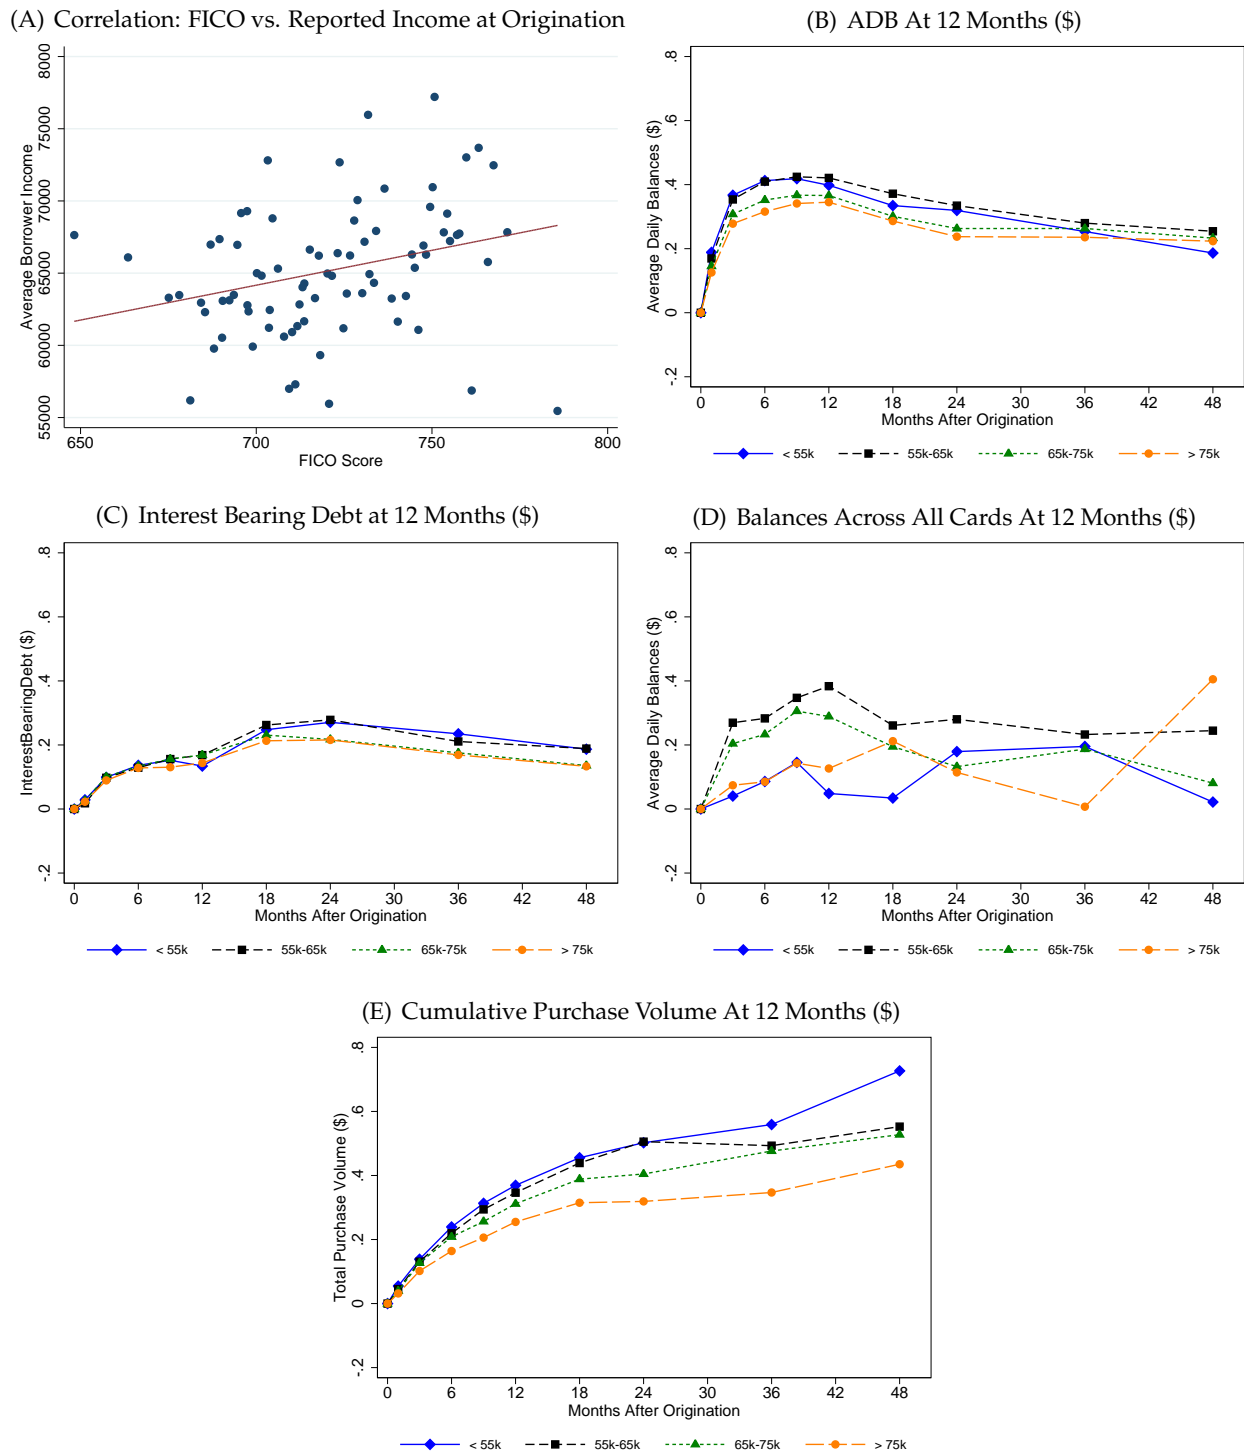 (A) Correlation: FICO vs. Reported Income at Origination
Average Borrower Income
8000
75000
70000
65000
60000
55000
650 700 750 800
FICO Score
(B) ADB At 12 Months ($)
Average Daily Balances ($)
.8
.6
.4
.2
0
-.2
0 6 12 18 24 30 36 42 48
Months After Origination
< 55k 55k-65k 65k-75k > 75k
(C) Interest Bearing Debt at 12 Months ($)
InterestBearingDebt ($)
.8
.6
.4
.2
0
-.2
0 6 12 18 24 30 36 42 48
Months After Origination
< 55k 55k-65k 65k-75k > 75k
(D) Balances Across All Cards At 12 Months ($)
Average Daily Balances ($)
.8
.6
.4
.2
0
-.2
0 6 12 18 24 30 36 42 48
Months After Origination
< 55k 55k-65k 65k-75k > 75k
(E) Cumulative Purchase Volume At 12 Months ($)
Total Purchase Volume ($)
.8
.6
.4
.2
0
-.2
0 6 12 18 24 30 36 42 48
Months After Origination
< 55k 55k-65k 65k-75k > 75k